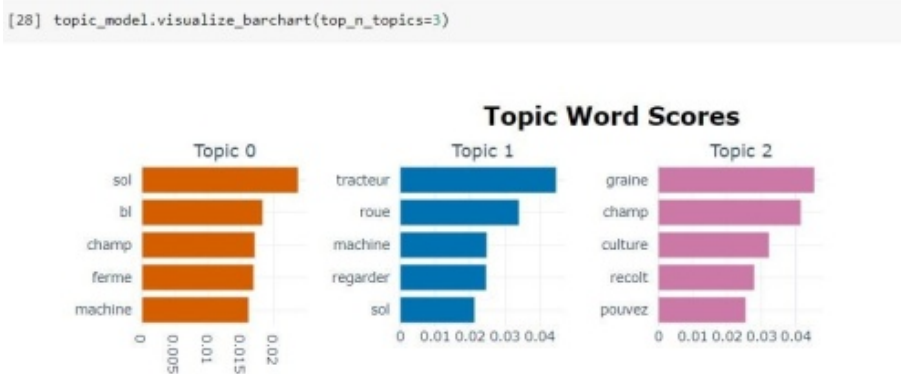 [28] topic_model.visualize_barchart(top_n_topics=3)
Topic Word Scores
Topic 0
sol
bl
champ
ferme
machine
0
0.005
0.01
0.015
0.02
Topic 1
tracteur
roue
machine
regarder
sol
0 0.01 0.02 0.03 0.04
Topic 2
graine
champ
culture
recolt
pouvez
0 0.01 0.02 0.03 0.04